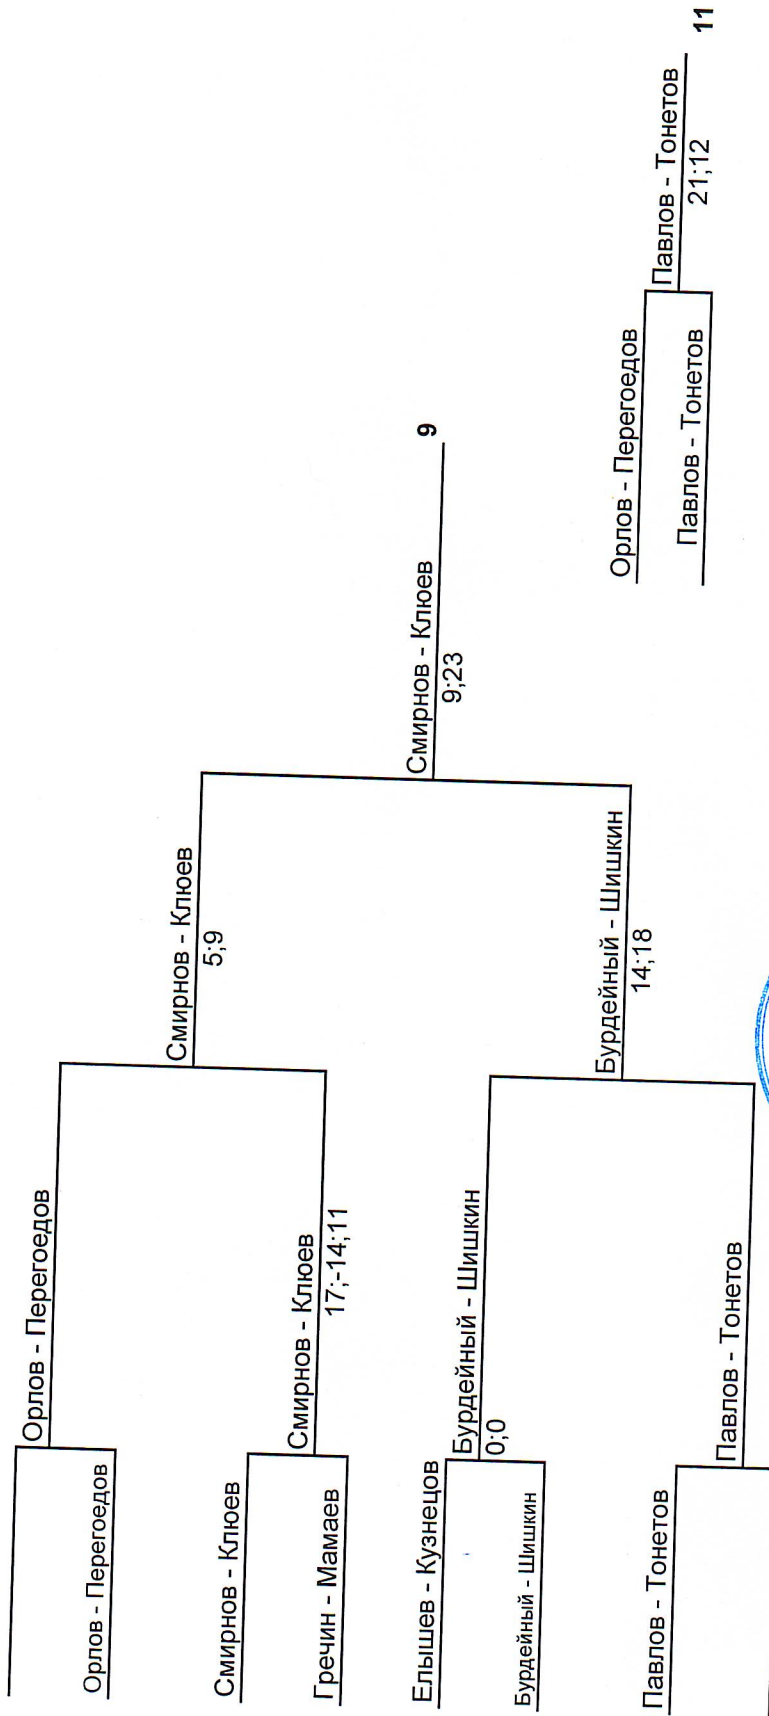 Орлов - Перегоедов
Орлов - Перегоедов
Смирнов - Клюев
5;9
Смирнов - Клюев
Смирнов - Клюев
17;-14;11
Гречин - Мамаев
Смирнов - Клюев
9;23
9
Елышев - Кузнецов
Бурдейный - Шишкин
0;0
Бурдейный - Шишкин
Бурдейный - Шишкин
14;18
Павлов - Тонетов
Павлов - Тонетов
Орлов - Перегоедов
Павлов - Тонетов
21;12
11
Павлов - Тонетов